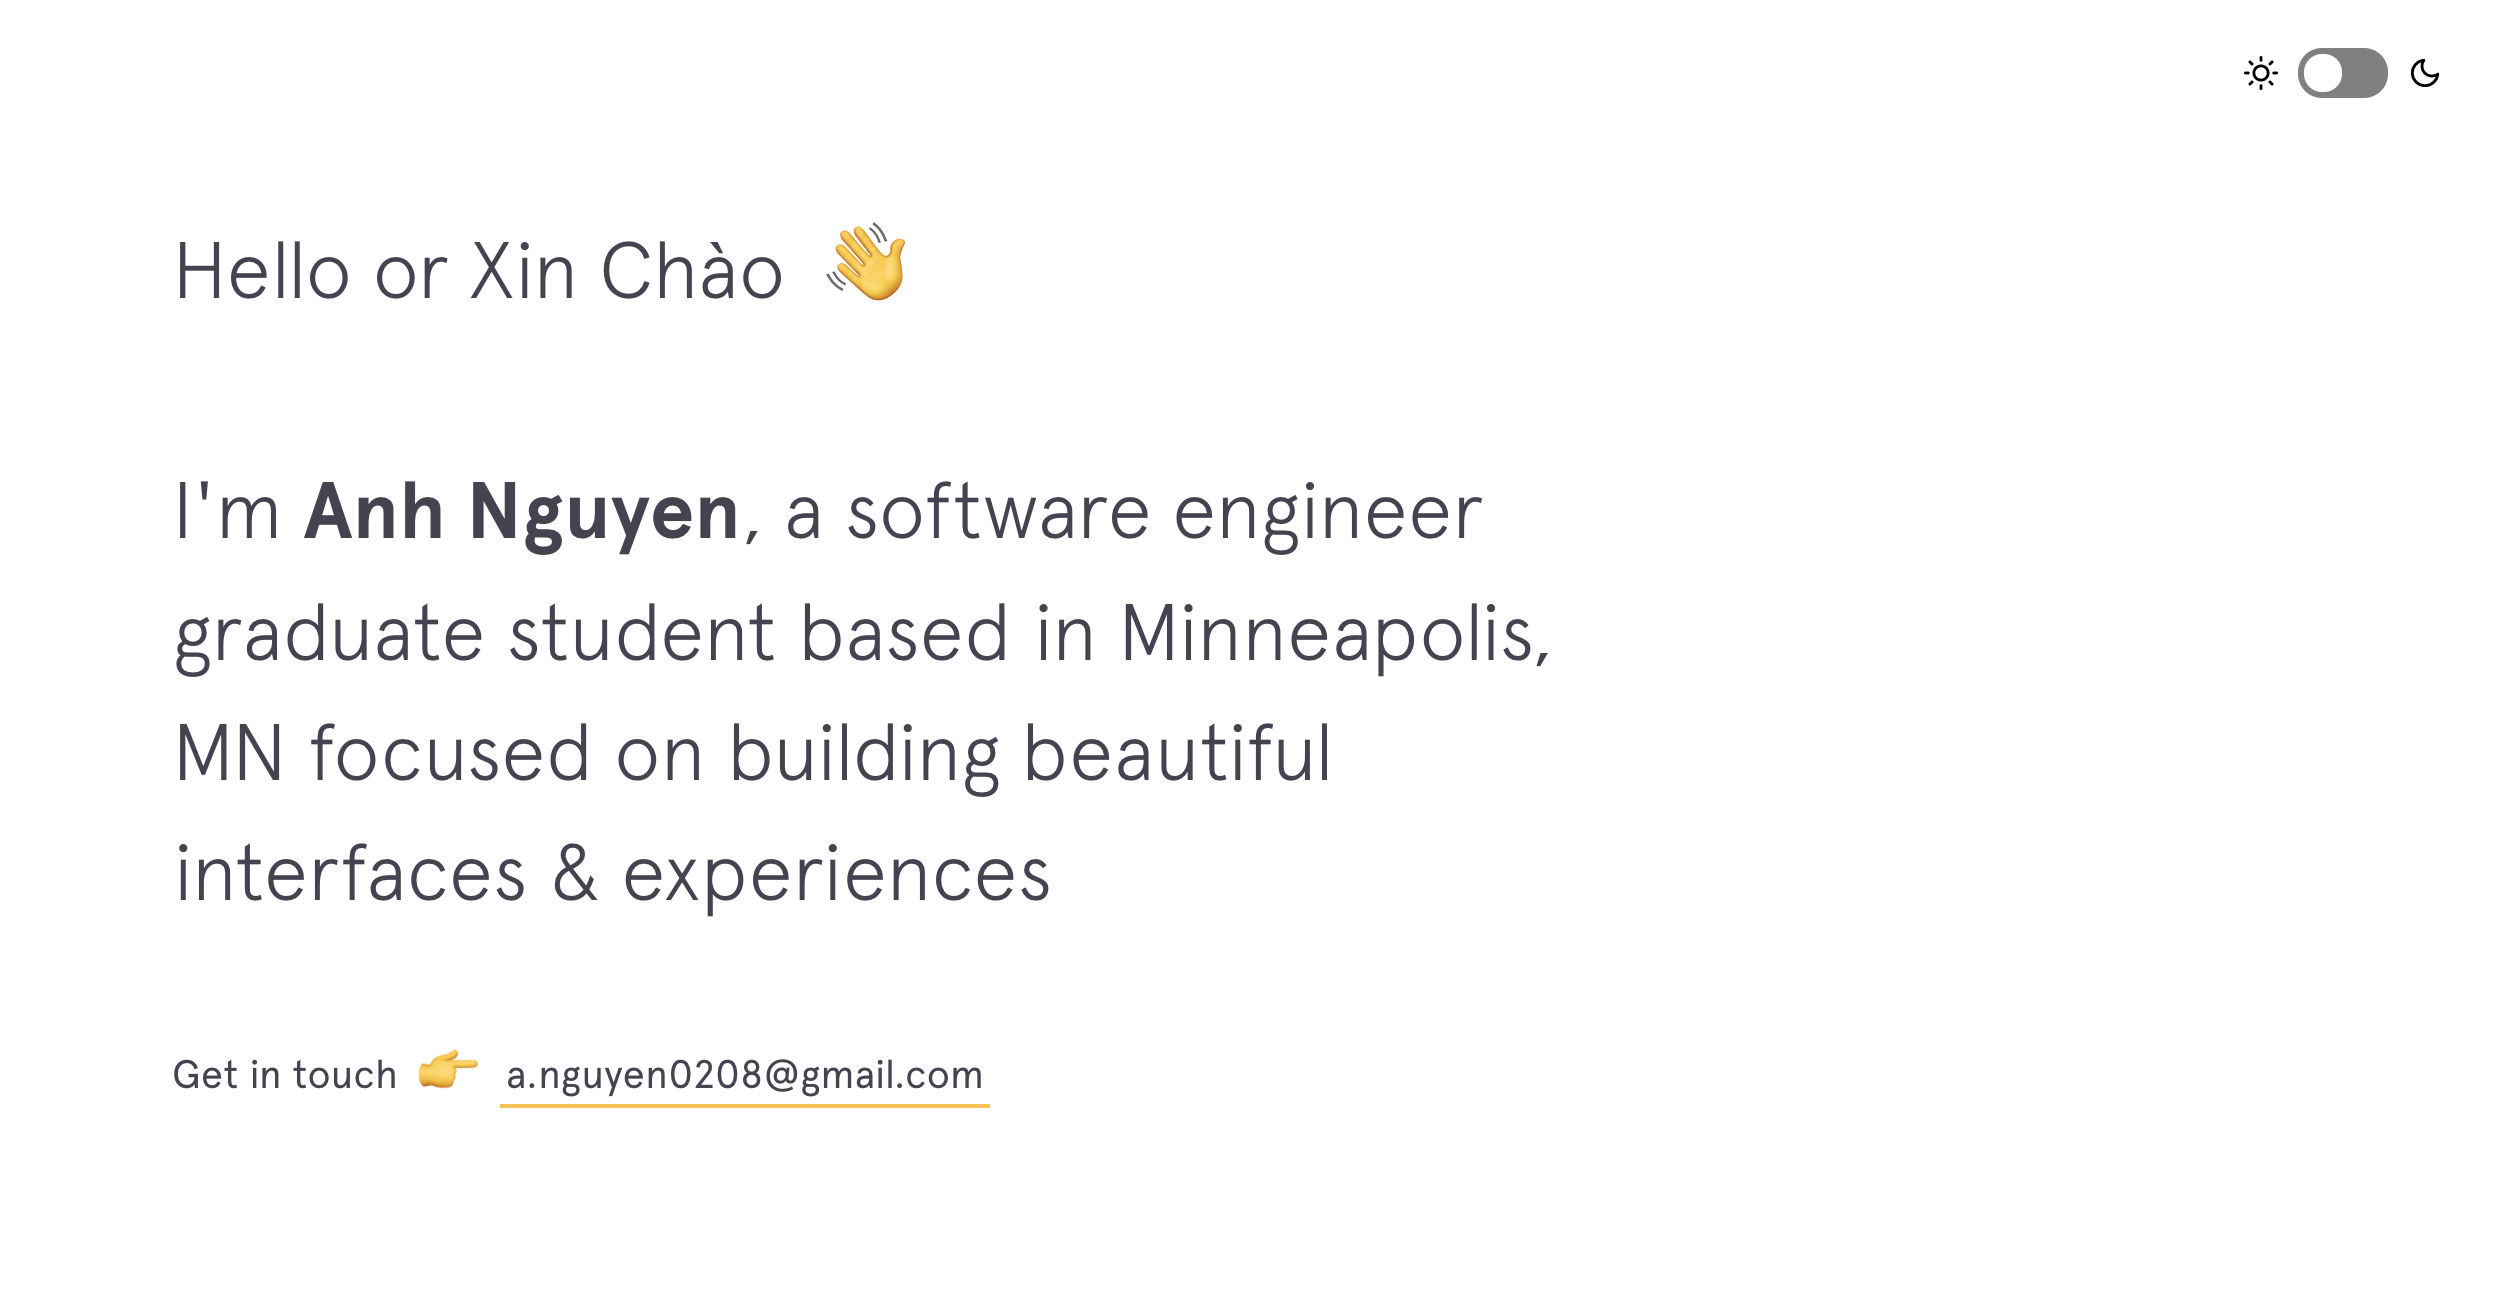 Hello or Xin Chào 👋
I'm Anh Nguyen, a software engineer
graduate student based in Minneapolis,
MN focused on building beautiful
interfaces & experiences
Get in touch 👉 a.nguyen0208@gmail.com